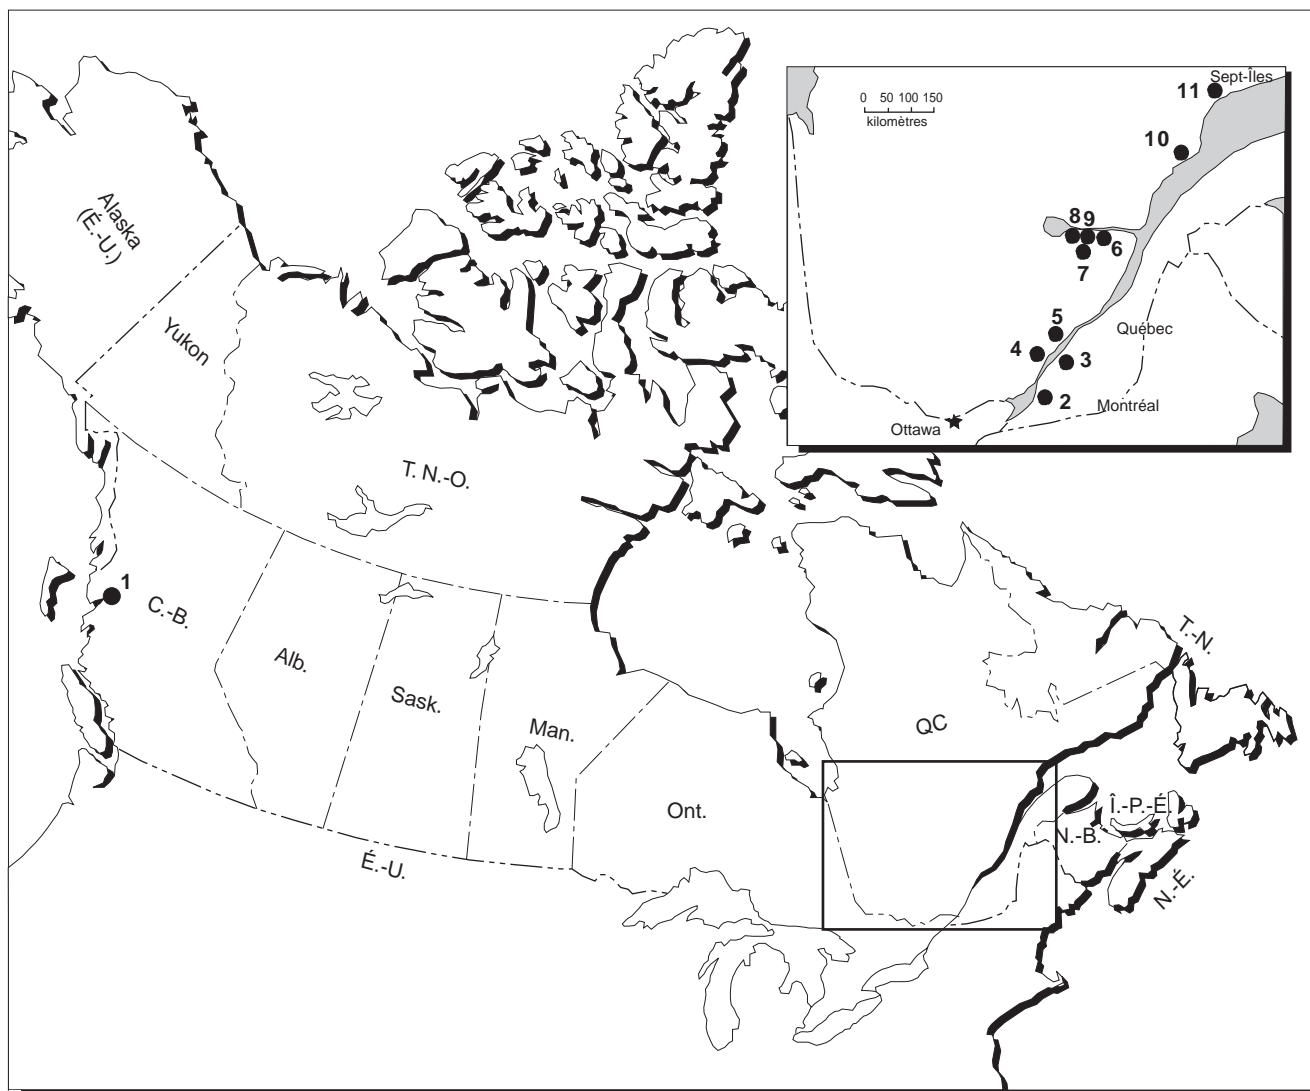 Sept-Îles
11
0 50 100 150
kilomètres
10
8 9
6
7
5
Québec
4
3
2
Montréal
Ottawa
Alaska
(É.-U.)
Yukon
T. N.-O.
1
C.-B.
Alb.
Sask.
Man.
Ont.
QC
T.-N.
Î.-P.-É.
N.-B.
N.-É.
É.-U.